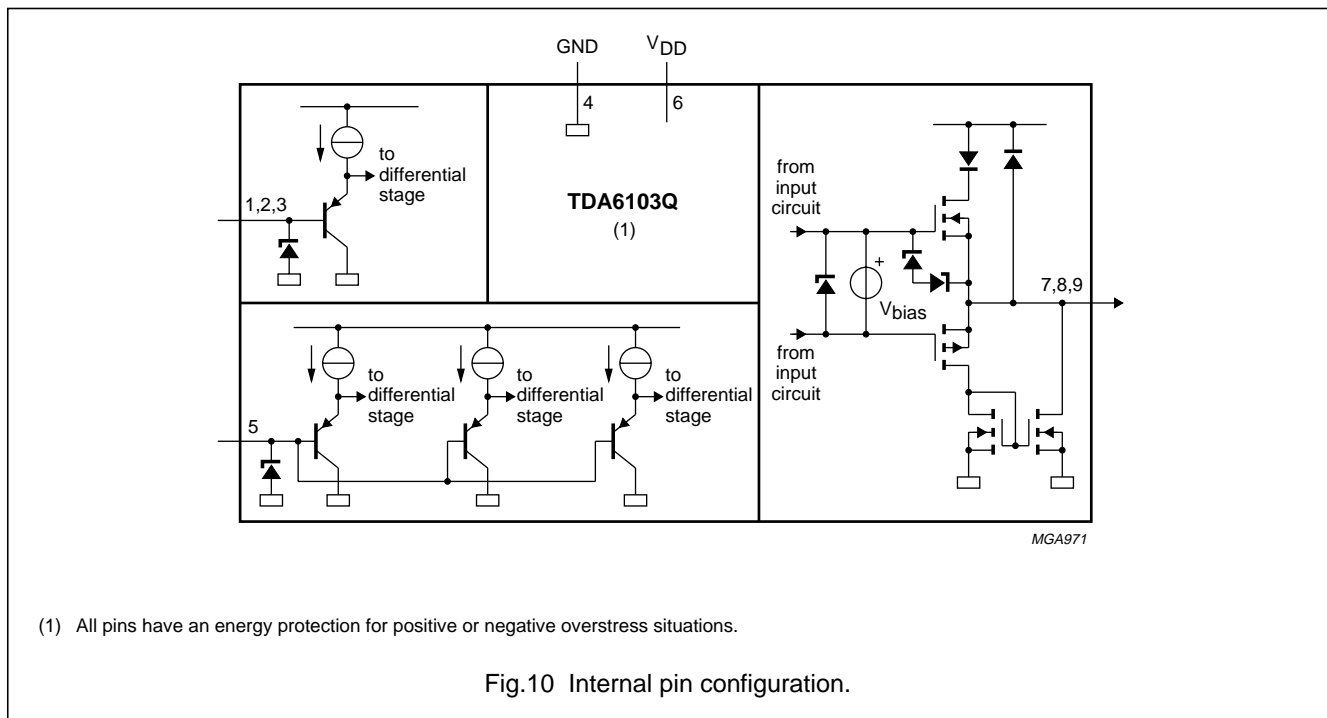 GND
VDD
4
6
to
differential
stage
1,2,3
TDA6103Q
(1)
from
input
circuit
+
Vbias
7,8,9
from
input
circuit
to
differential
stage
to
differential
stage
to
differential
stage
5
MGA971
(1) All pins have an energy protection for positive or negative overstress situations.
Fig.10 Internal pin configuration.